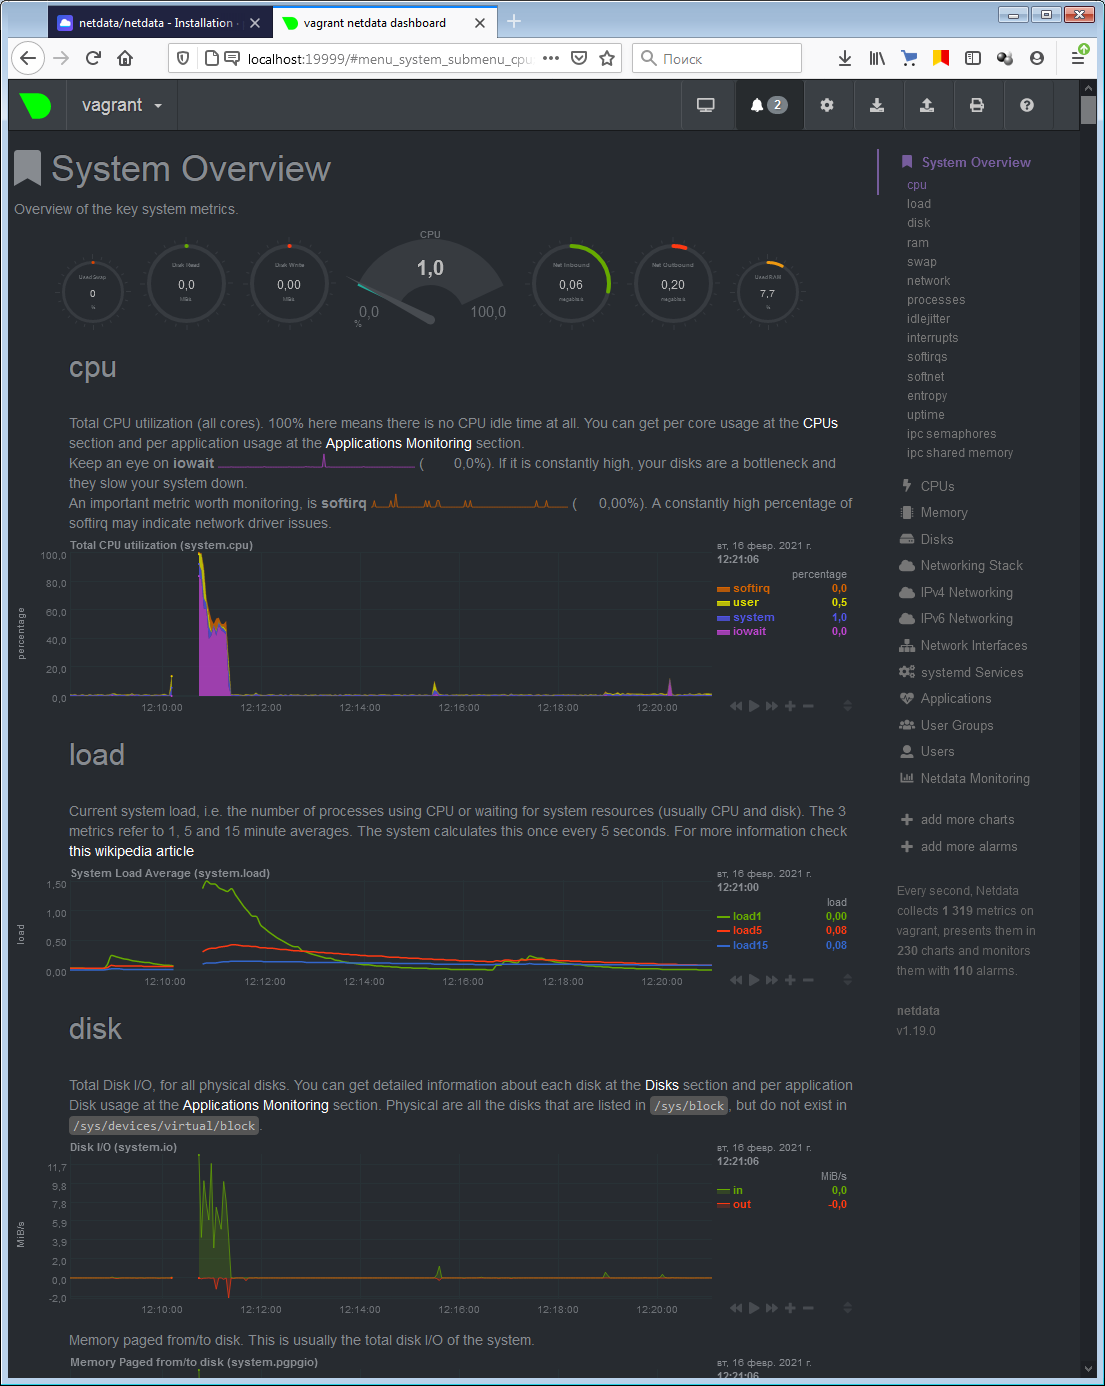 netdata/netdata - Installation
vagrant netdata dashboard
localhost:19999/#menu_system_submenu_cpu
Поиск
vagrant
2
System Overview
Overview of the key system metrics.
Used Swap
0
%
Disk Read
0,0
MiB/s
Disk Write
0,00
MiB/s
CPU
1,0
0,0
100,0
%
Net Inbound
0,06
megabits/s
Net Outbound
0,20
megabits/s
Used RAM
7,7
%
cpu
Total CPU utilization (all cores). 100% here means there is no CPU idle time at all. You can get per core usage at the CPUs
section and per application usage at the Applications Monitoring section.
Keep an eye on iowait ( 0,0%). If it is constantly high, your disks are a bottleneck and
they slow your system down.
An important metric worth monitoring, is softirq ( 0,00%). A constantly high percentage of
softirq may indicate network driver issues.
Total CPU utilization (system.cpu)
100,0
80,0
60,0
40,0
20,0
0,0
percentage
12:10:00 12:12:00 12:14:00 12:16:00 12:18:00 12:20:00
вт, 16 февр. 2021 г.
12:21:06
percentage
softirq 0,0
user 0,5
system 1,0
iowait 0,0
load
Current system load, i.e. the number of processes using CPU or waiting for system resources (usually CPU and disk). The 3
metrics refer to 1, 5 and 15 minute averages. The system calculates this once every 5 seconds. For more information check
this wikipedia article
System Load Average (system.load)
1,50
1,00
0,50
0,00
load
12:10:00 12:12:00 12:14:00 12:16:00 12:18:00 12:20:00
вт, 16 февр. 2021 г.
12:21:00
load
load1 0,00
load5 0,08
load15 0,08
disk
Total Disk I/O, for all physical disks. You can get detailed information about each disk at the Disks section and per application
Disk usage at the Applications Monitoring section. Physical are all the disks that are listed in /sys/block, but do not exist in
/sys/devices/virtual/block.
Disk I/O (system.io)
11,7
9,8
7,8
5,9
3,9
2,0
0,0
-2,0
MiB/s
12:10:00 12:12:00 12:14:00 12:16:00 12:18:00 12:20:00
вт, 16 февр. 2021 г.
12:21:06
MiB/s
in 0,0
out -0,0
Memory paged from/to disk. This is usually the total disk I/O of the system.
Memory Paged from/to disk (system.pgpgio)
вт, 16 февр. 2021 г.
12:21:06
System Overview
cpu
load
disk
ram
swap
network
processes
idlejitter
interrupts
softirqs
softnet
entropy
uptime
ipc semaphores
ipc shared memory
CPUs
Memory
Disks
Networking Stack
IPv4 Networking
IPv6 Networking
Network Interfaces
systemd Services
Applications
User Groups
Users
Netdata Monitoring
add more charts
add more alarms
Every second, Netdata
collects 1 319 metrics on
vagrant, presents them in
230 charts and monitors
them with 110 alarms.
netdata
v1.19.0